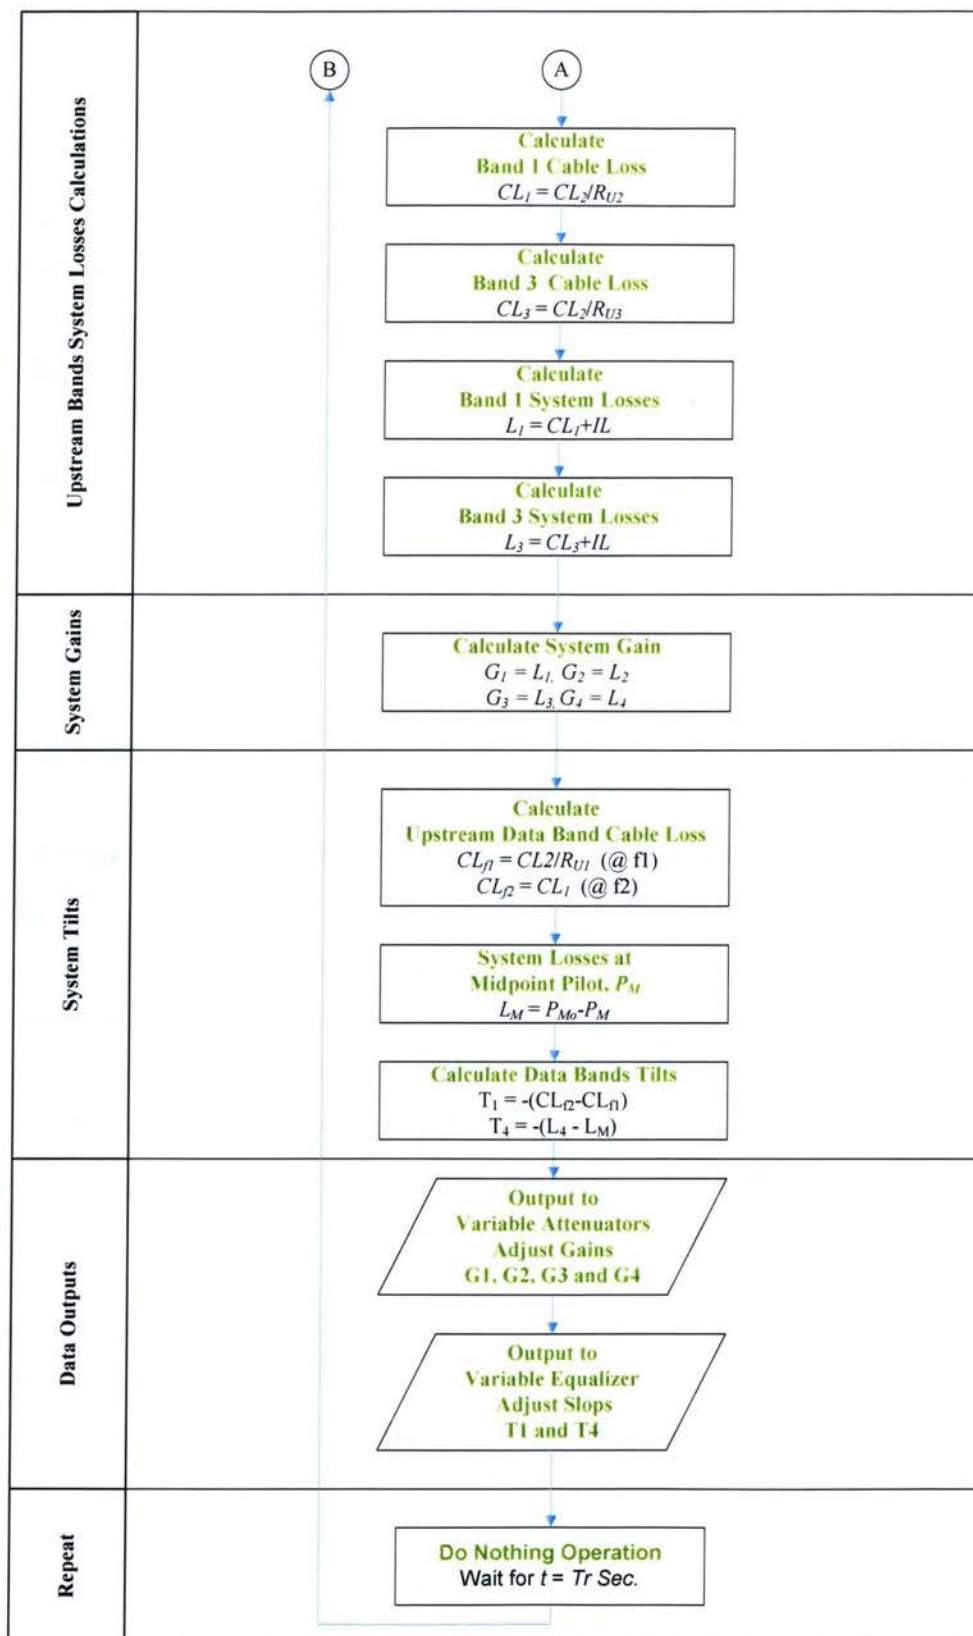 B
A
Upstream Bands System Losses Calculations
Calculate
Band 1 Cable Loss
CL1 = CL2/RU2
Calculate
Band 3 Cable Loss
CL3 = CL2/RU3
Calculate
Band 1 System Losses
L1 = CL1+IL
Calculate
Band 3 System Losses
L3 = CL3+IL
System Gains
Calculate System Gain
G1 = L1, G2 = L2
G3 = L3, G4 = L4
System Tilts
Calculate
Upstream Data Band Cable Loss
CLf1 = CL2/RU1 (@ f1)
CLf2 = CL1 (@ f2)
System Losses at
Midpoint Pilot, PM
LM = PMo-PM
Calculate Data Bands Tilts
T1 = -(CLf2-CLf1)
T4 = -(L4 - LM)
Data Outputs
Output to
Variable Attenuators
Adjust Gains
G1, G2, G3 and G4
Output to
Variable Equalizer
Adjust Slops
T1 and T4
Repeat
Do Nothing Operation
Wait for t = Tr Sec.